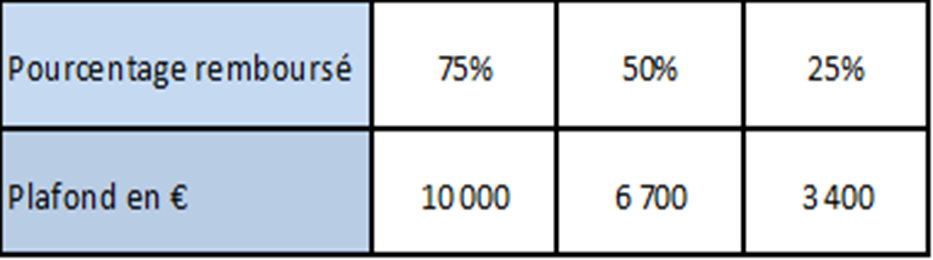 Pourcentage remboursé 75% 50% 25%
Plafond en € 10 000 6 700 3 400